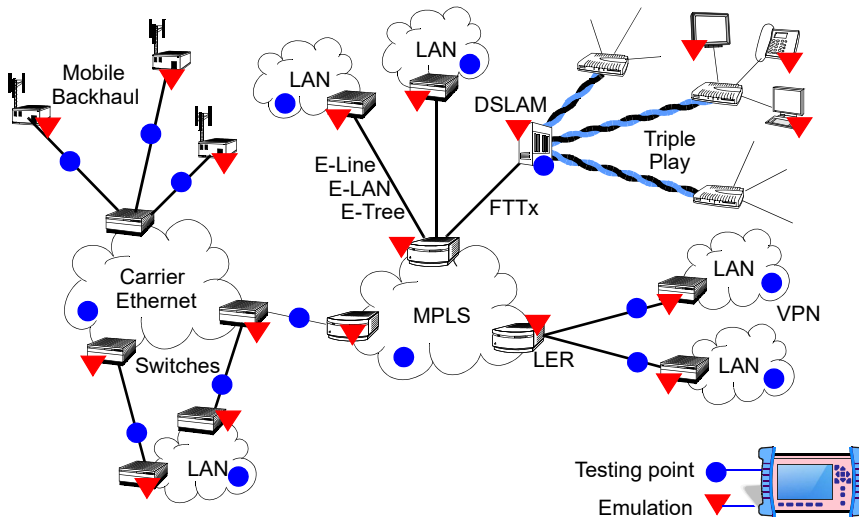 Mobile
Backhaul
LAN
LAN
DSLAM
Triple
Play
E-Line
E-LAN
E-Tree
FTTx
Carrier
Ethernet
MPLS
LAN
VPN
LER
LAN
Switches
LAN
Testing point
Emulation